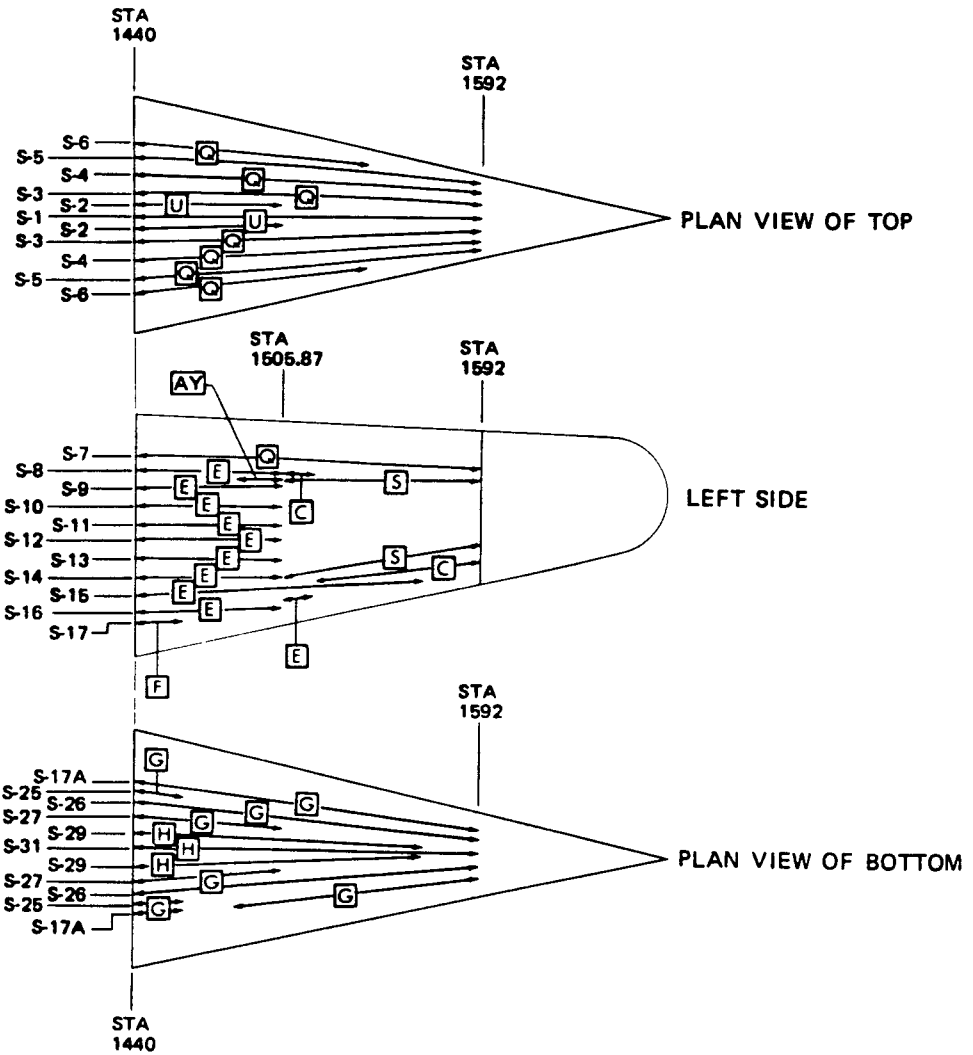 STA
1440
STA
1592
S-6
S-5
S-4
S-3
S-2
S-1
S-2
S-3
S-4
S-5
S-6
Q
Q
Q
U
U
Q
Q
Q
Q
PLAN VIEW OF TOP
STA
1505.87
STA
1592
AY
S-7
S-8
S-9
S-10
S-11
S-12
S-13
S-14
S-15
S-16
S-17
Q
E
E
S
C
E
E
E
E
S
C
E
E
E
E
F
LEFT SIDE
STA
1592
G
S-17A
S-25
S-26
S-27
S-29
S-31
S-29
S-27
S-26
S-25
S-17A
G
G
G
H
H
H
G
G
G
PLAN VIEW OF BOTTOM
STA
1440